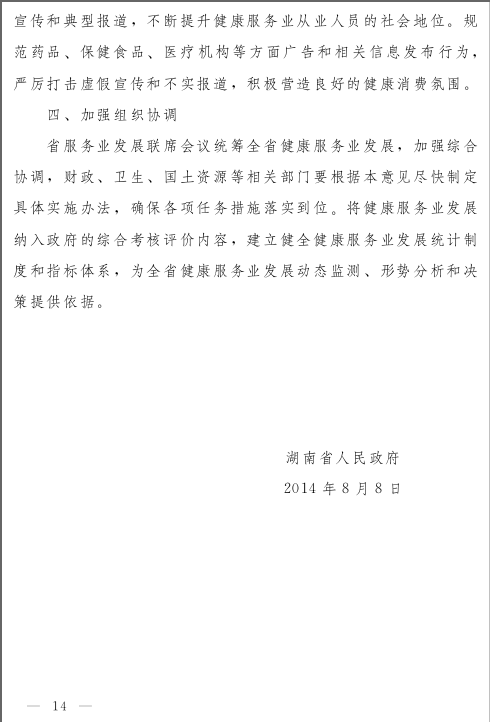 宣传和典型报道，不断提升健康服务业从业人员的社会地位。规
范药品、保健食品、医疗机构等方面广告和相关信息发布行为，
严厉打击虚假宣传和不实报道，积极营造良好的健康消费氛围。
四、加强组织协调
省服务业发展联席会议统筹全省健康服务业发展，加强综合
协调，财政、卫生、国土资源等相关部门要根据本意见尽快制定
具体实施办法，确保各项任务措施落实到位。将健康服务业发展
纳入政府的综合考核评价内容，建立健全健康服务业发展统计制
度和指标体系，为全省健康服务业发展动态监测、形势分析和决
策提供依据。
湖南省人民政府
2014 年 8 月 8 日
— 14 —